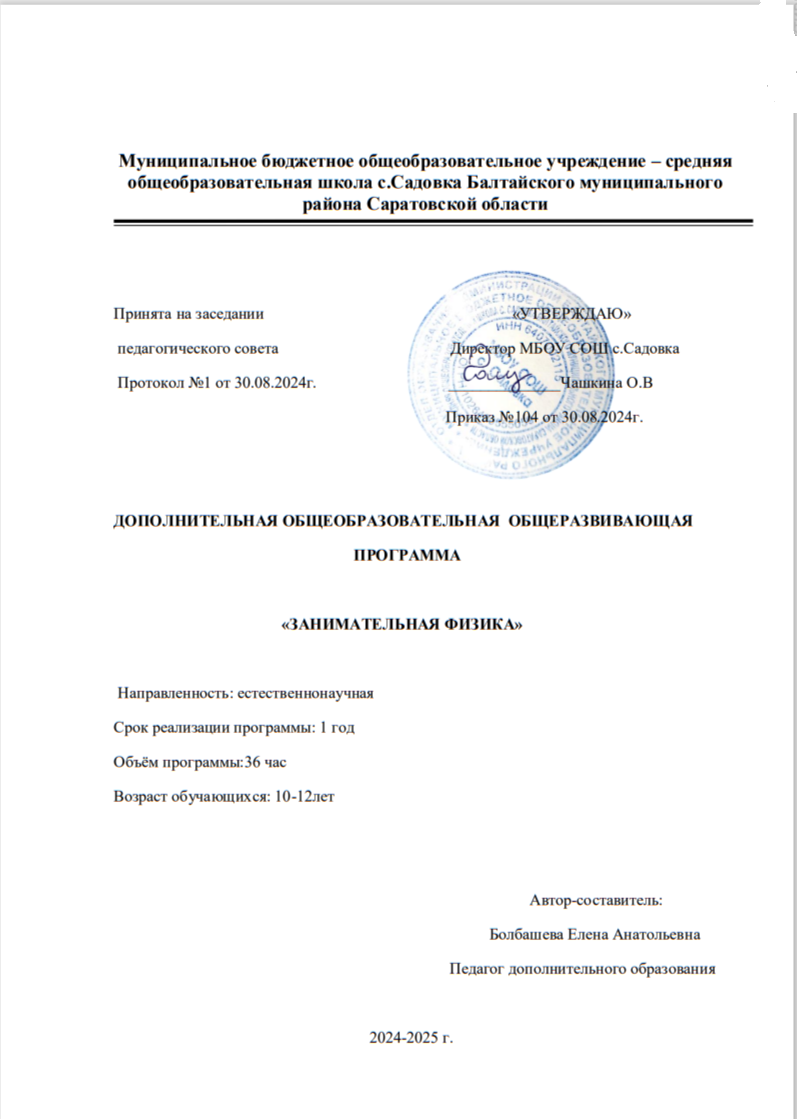 Муниципальное бюджетное общеобразовательное учреждение – средняя
общеобразовательная школа с.Садовка Балтайского муниципального
района Саратовской области
Принята на заседании
«УТВЕРЖДАЮ»
педагогического совета
Директор МБОУ СОШ с.Садовка
Протокол №1 от 30.08.2024г.
Чашкина О.В
Приказ №104 от 30.08.2024г.
ДОПОЛНИТЕЛЬНАЯ ОБЩЕОБРАЗОВАТЕЛЬНАЯ ОБЩЕРАЗВИВАЮЩАЯ
ПРОГРАММА
«ЗАНИМАТЕЛЬНАЯ ФИЗИКА»
Направленность: естественнонаучная
Срок реализации программы: 1 год
Объём программы:36 час
Возраст обучающихся: 10-12лет
Автор-составитель:
Болбашева Елена Анатольевна
Педагог дополнительного образования
2024-2025 г.